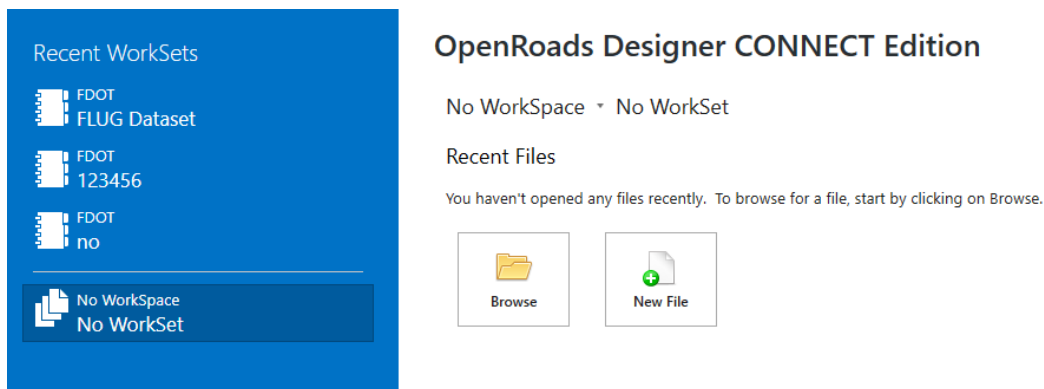 Recent WorkSets
FDOT
FLUG Dataset
FDOT
123456
FDOT
no
No WorkSpace
No WorkSet
OpenRoads Designer CONNECT Edition
No WorkSpace No WorkSet
Recent Files
You haven't opened any files recently. To browse for a file, start by clicking on Browse.
Browse
New File